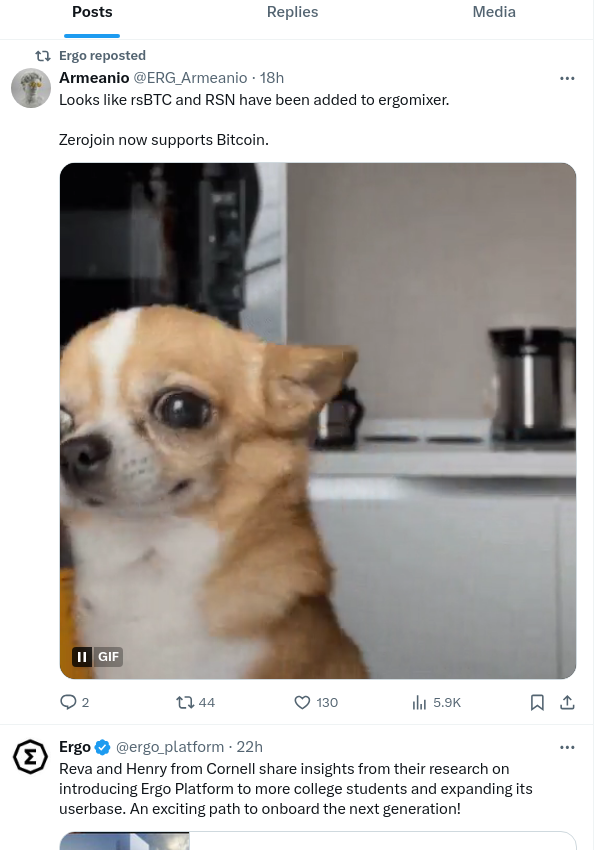 Posts Replies Media
Ergo reposted
Armeanio @ERG_Armeanio · 18h
Looks like rsBTC and RSN have been added to ergomixer.
Zerojoin now supports Bitcoin.
GIF
2 44 130 5.9K
Ergo @ergo_platform · 22h
Reva and Henry from Cornell share insights from their research on
introducing Ergo Platform to more college students and expanding its
userbase. An exciting path to onboard the next generation!